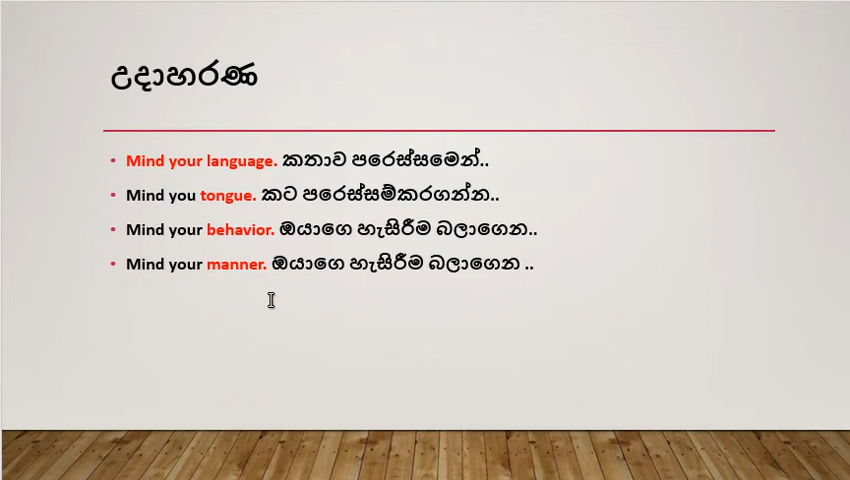 උදාහරණ
• Mind your language. කතාව පරෙස්සමෙන්..
• Mind you tongue. කට පරෙස්සම්කරගන්න..
• Mind your behavior. ඔයාගෙ හැසිරීම බලාගෙන..
• Mind your manner. ඔයාගෙ හැසිරීම බලාගෙන ..